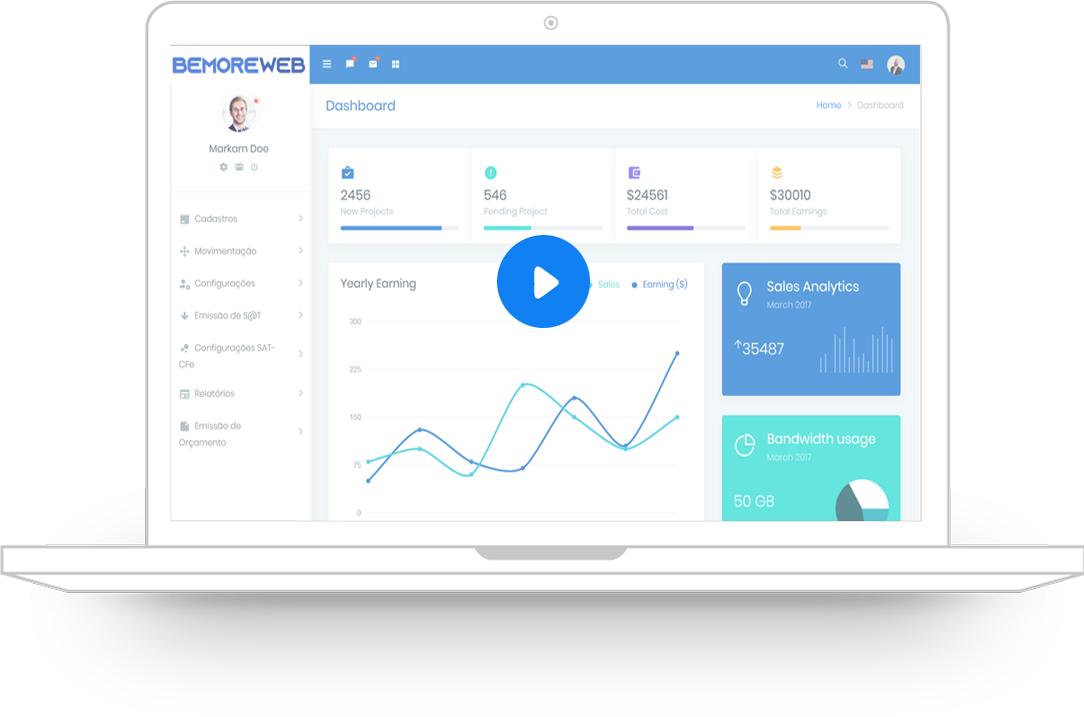 BEMOREWEB
Markarn Doe
Cadastros
Movimentação
Configurações
Emissão de S@T
Configurações SAT-
CFe
Relatórios
Emissão de
Orçamento
Dashboard
Home > Dashboard
2456
New Projects
546
Pending Project
$24561
Total Cost
$30010
Total Earnings
Yearly Earning
Sales
Earning ($)
300
225
150
75
0
Sales Analytics
March 2017
35487
Bandwidth usage
March 2017
50 GB